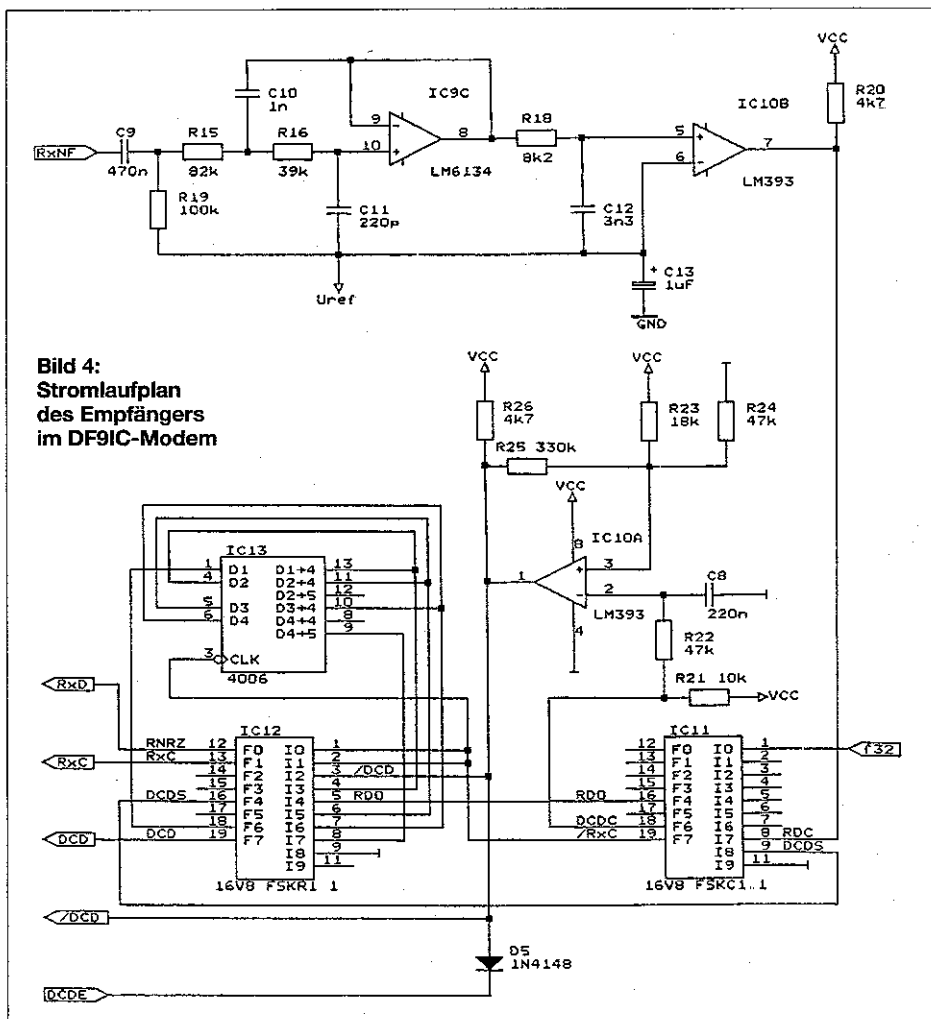 VCC
C10
1n
IC9C
R20
4k7
C9
R15
R16
9
8
R18
IC10B
RxNF
10
5
7
470n
82k
39k
LM6134
8k2
6
R19
100k
C11
220p
C12
3n3
LM393
C13
1uF
+
Uref
GND
Bild 4:
Stromlaufplan
des Empfängers
im DF9IC-Modem
VCC
VCC
R26
4k7
R23
18k
R24
47k
R25 330k
VCC
IC10A
8
IC13
1 D1 D1+4 13
4 D2 D2+4 11
D2+5 12
5 D3 D3+4 10
6 D4 D4+4 8
D4+5 9
3 CLK
4006
1
3
2
C8
220n
LM393
4
R22
47k
R21 10k
VCC
IC12
IC11
RxD
RNRZ 12 F0 I0 1
RxC
RxC 13 F1 I1 2
14 F2 I2 3 /DCD
15 F3 I3 4
DCDS 16 F4 I4 5 RDO
17 F5 I5 6
18 F6 I6 7
DCD
DCD 19 F7 I7 8
I8 9
I9 11
16V8 FSKR1 1
12 F0 I0 1
f32
13 F1 I1 2
14 F2 I2 3
15 F3 I3 4
RDO 16 F4 I4 5
17 F5 I5 6
DCDC 18 F6 I6 7
/RxC 19 F7 I7 8 RDC
I8 9 DCDS
I9 11
16V8 FSKC1..1
/DCD
D5
1N4148
DCDE